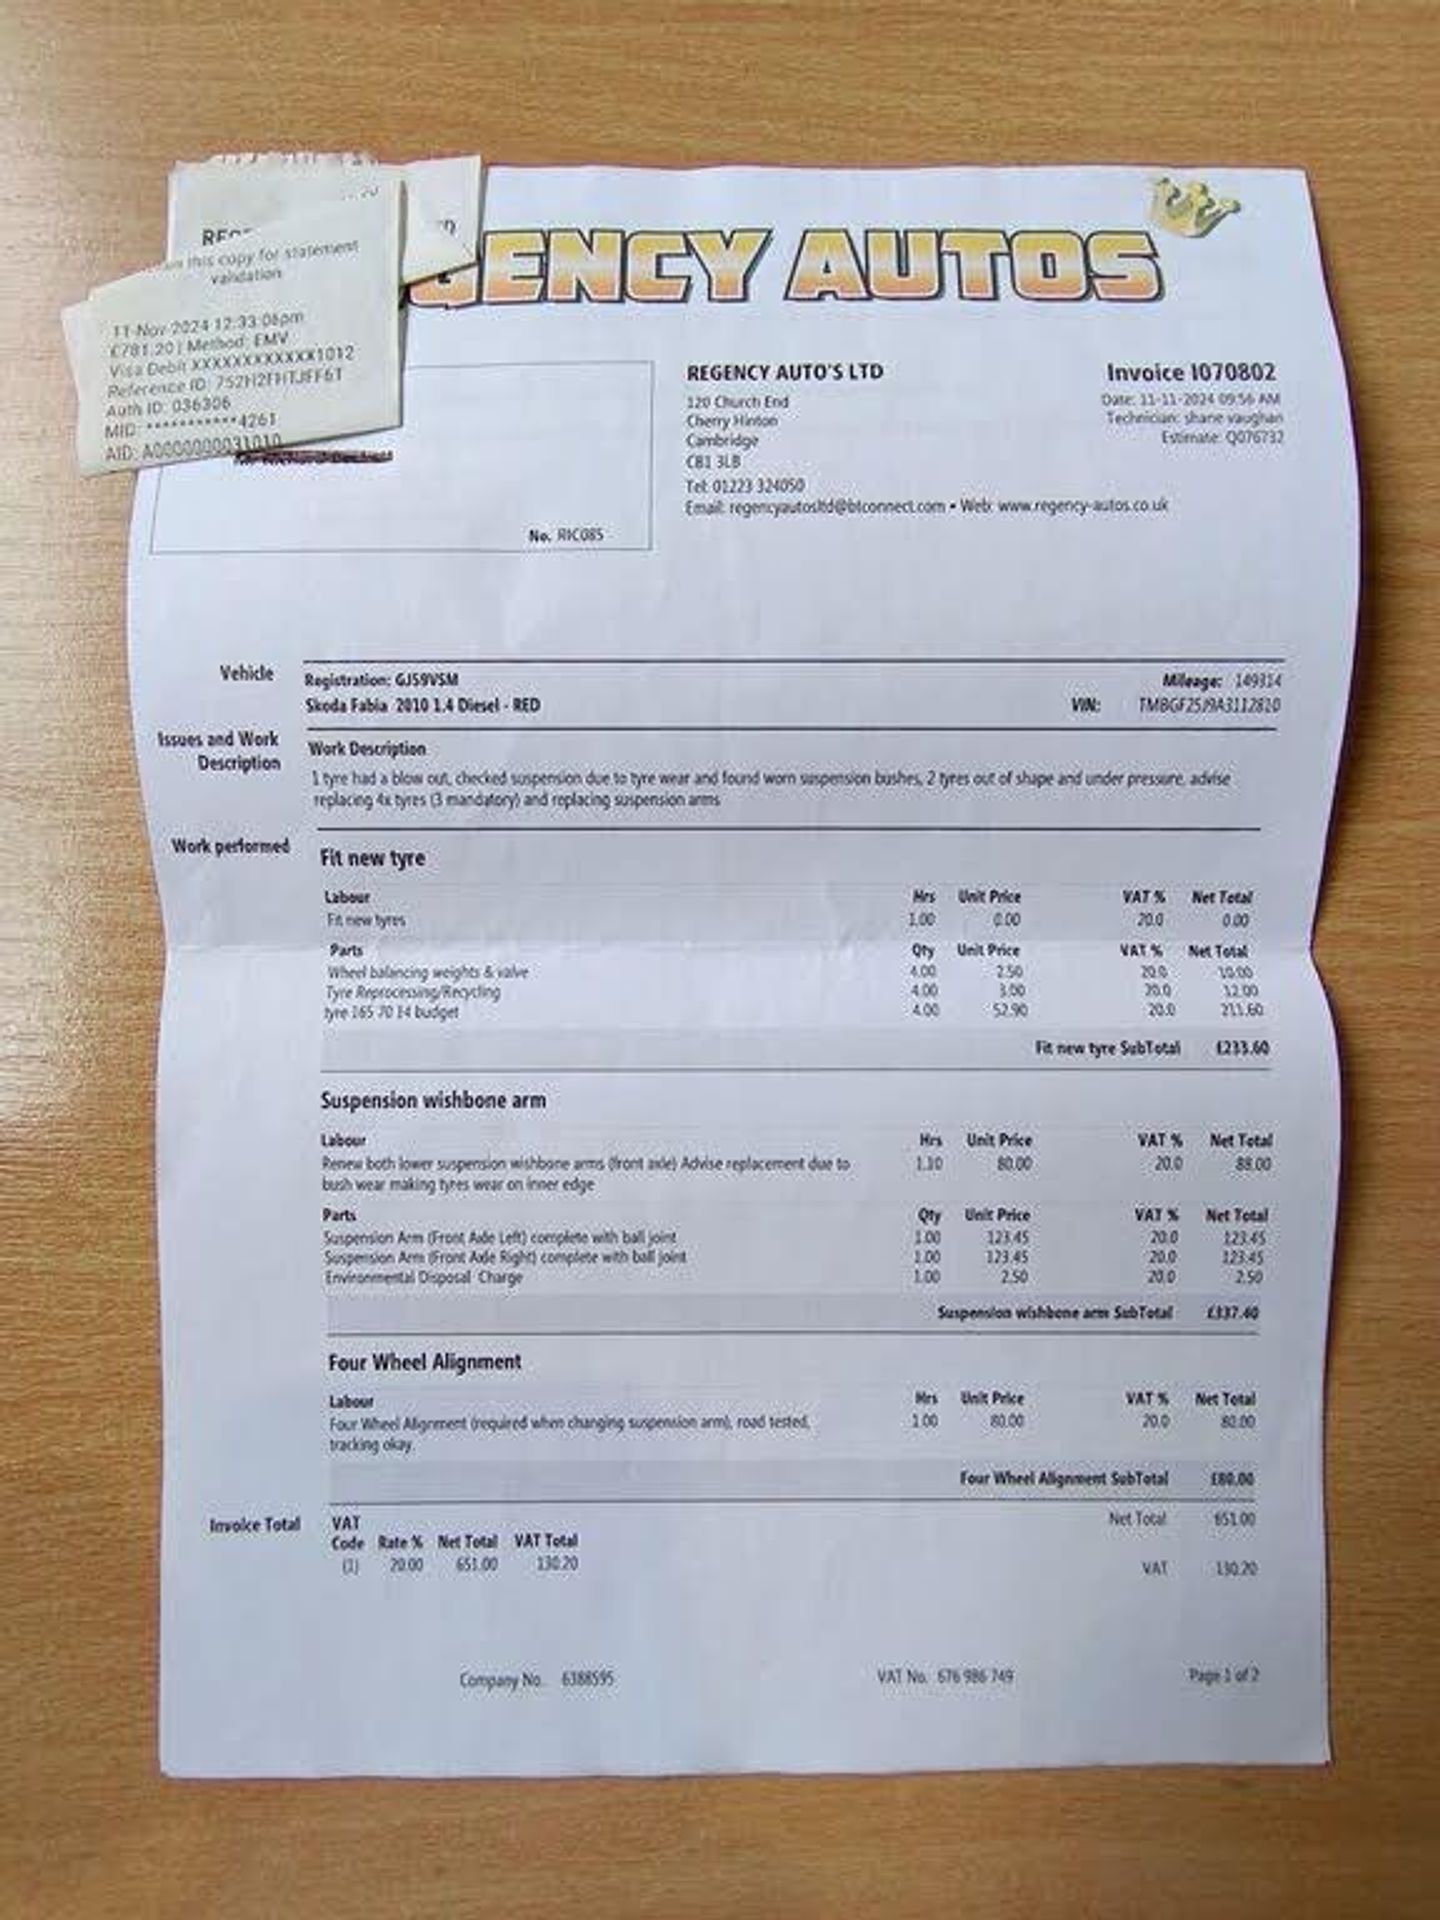 this copy for statement
validation
11-Nov-2024 12:33:06pm
£781.20 | Method: EMV
Visa Debit XXXXXXXXXXXX1012
Reference ID: 752H2FHTJFF6T
Auth ID: 036306
MID: ***********4261
AID: A0000000031010
GENCY AUTOS
No. RIC085
REGENCY AUTO'S LTD
120 Church End
Cherry Hinton
Cambridge
CB1 3LB
Tel: 01223 324050
Email: regencyautosltd@btconnect.com • Web: www.regency-autos.co.uk
Invoice I070802
Date: 11-11-2024 09:56 AM
Technician: shane vaughan
Estimate: Q076732
Vehicle
Registration: GJ59VSM Mileage: 149314
Skoda Fabia 2010 1.4 Diesel - RED VIN: TMBGF25J9A3112810
Issues and Work
Description
Work Description
1 tyre had a blow out, checked suspension due to tyre wear and found worn suspension bushes, 2 tyres out of shape and under pressure, advise
replacing 4x tyres (3 mandatory) and replacing suspension arms
Work performed
Fit new tyre
Labour Hrs Unit Price VAT % Net Total
Fit new tyres 1.00 0.00 20.0 0.00
Parts Qty Unit Price VAT % Net Total
Wheel balancing weights & valve 4.00 2.50 20.0 10.00
Tyre Reprocessing/Recycling 4.00 3.00 20.0 12.00
tyre 165 70 14 budget 4.00 52.90 20.0 211.60
Fit new tyre SubTotal £233.60
Suspension wishbone arm
Labour Hrs Unit Price VAT % Net Total
Renew both lower suspension wishbone arms (front axle) Advise replacement due to 1.10 80.00 20.0 88.00
bush wear making tyres wear on inner edge
Parts Qty Unit Price VAT % Net Total
Suspension Arm (Front Axle Left) complete with ball joint 1.00 123.45 20.0 123.45
Suspension Arm (Front Axle Right) complete with ball joint 1.00 123.45 20.0 123.45
Environmental Disposal Charge 1.00 2.50 20.0 2.50
Suspension wishbone arm SubTotal £337.40
Four Wheel Alignment
Labour Hrs Unit Price VAT % Net Total
Four Wheel Alignment (required when changing suspension arm), road tested, 1.00 80.00 20.0 80.00
tracking okay.
Four Wheel Alignment SubTotal £80.00
Invoice Total
VAT
Code Rate % Net Total VAT Total
(1) 20.00 651.00 130.20
Net Total 651.00
VAT 130.20
Company No. 6388595 VAT No. 676 986 749 Page 1 of 2